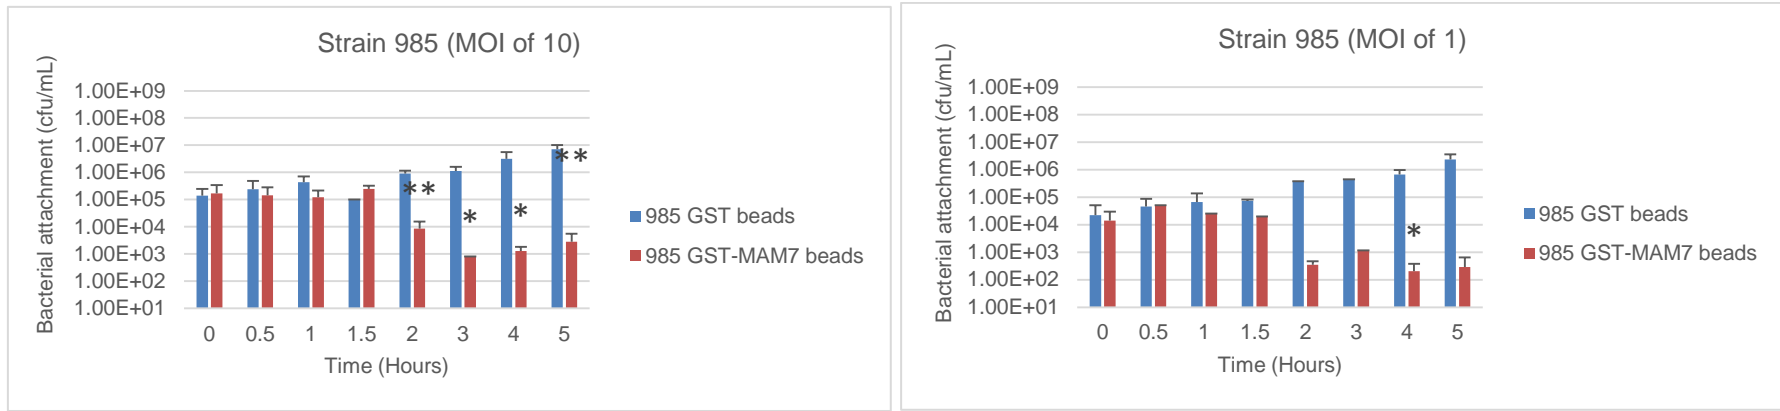 Strain 985 (MOI of 10)
Bacterial attachment (cfu/mL)
1.00E+09
1.00E+08
1.00E+07
1.00E+06
1.00E+05
1.00E+04
1.00E+03
1.00E+02
1.00E+01
**
*
*
**
0 0.5 1 1.5 2 3 4 5
Time (Hours)
985 GST beads
985 GST-MAM7 beads
Strain 985 (MOI of 1)
Bacterial attachment (cfu/mL)
1.00E+09
1.00E+08
1.00E+07
1.00E+06
1.00E+05
1.00E+04
1.00E+03
1.00E+02
1.00E+01
*
0 0.5 1 1.5 2 3 4 5
Time (Hours)
985 GST beads
985 GST-MAM7 beads